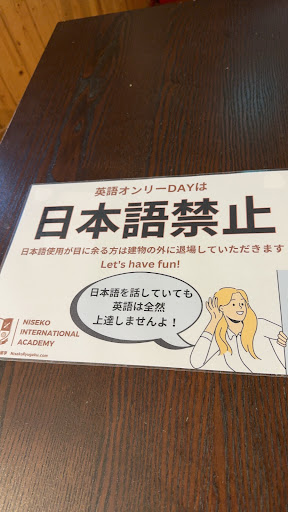 英語オンリーDAYは
日本語禁止
日本語使用が目に余る方は建物の外に退場していただきます
Let's have fun!
日本語を話していても
英語は全然
上達しませんよ！
NISEKO
INTERNATIONAL
ACADEMY